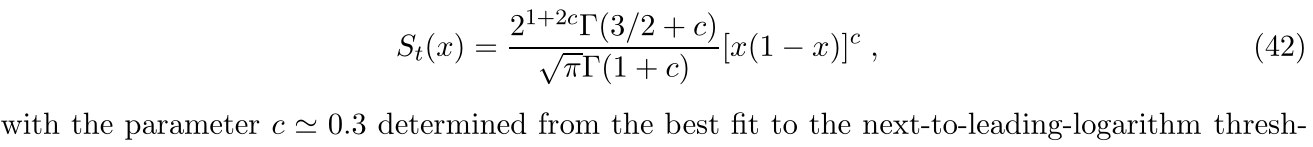 S_t(x) = \frac{2^{1+2c}\Gamma(3/2 + c)}{\sqrt{\pi}\Gamma(1 + c)}[x(1 − x)]^c , (42)
with the parameter c ≃ 0.3 determined from the best fit to the next-to-leading-logarithm thresh-